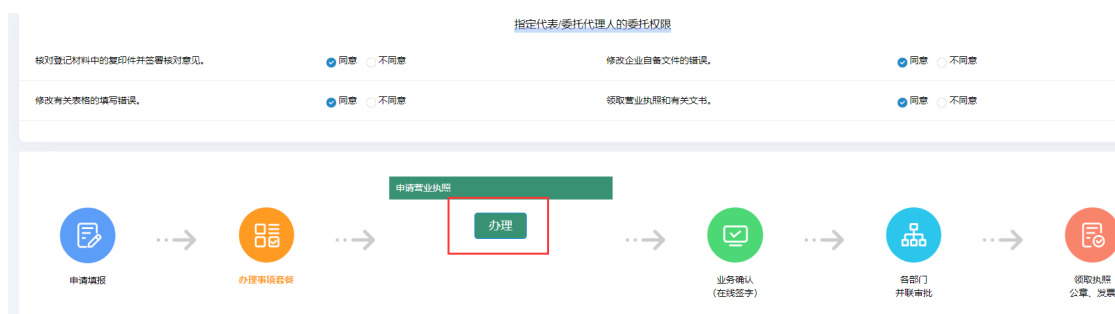 指定代表/委托代理人的委托权限
核对登记材料中的复印件并签署核对意见。 同意 不同意 修改企业自备文件的错误。 同意 不同意
修改有关表格的填写错误。 同意 不同意 领取营业执照和有关文书。 同意 不同意
申请营业执照
办理
申请填报
办理事项套餐
业务确认
(在线签字)
各部门
并联审批
领取执照
公章、发票